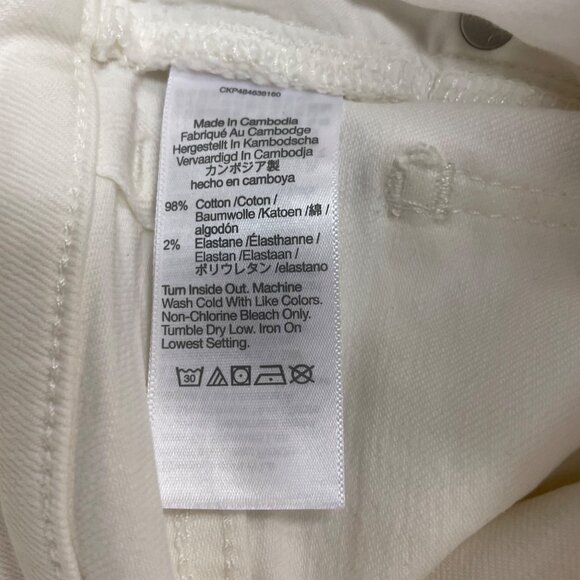 CKP484638160
Made In Cambodia
Fabriqué Au Cambodge
Hergestellt In Kambodscha
Vervaardigd In Cambodja
カンボジア製
hecho en camboya
98% Cotton /Coton /
Baumwolle /Katoen /綿 /
algodón
2% Elastane /Élasthanne /
Elastan /Elastaan /
ポリウレタン /elastano
Turn Inside Out. Machine
Wash Cold With Like Colors.
Non-Chlorine Bleach Only.
Tumble Dry Low. Iron On
Lowest Setting.
30